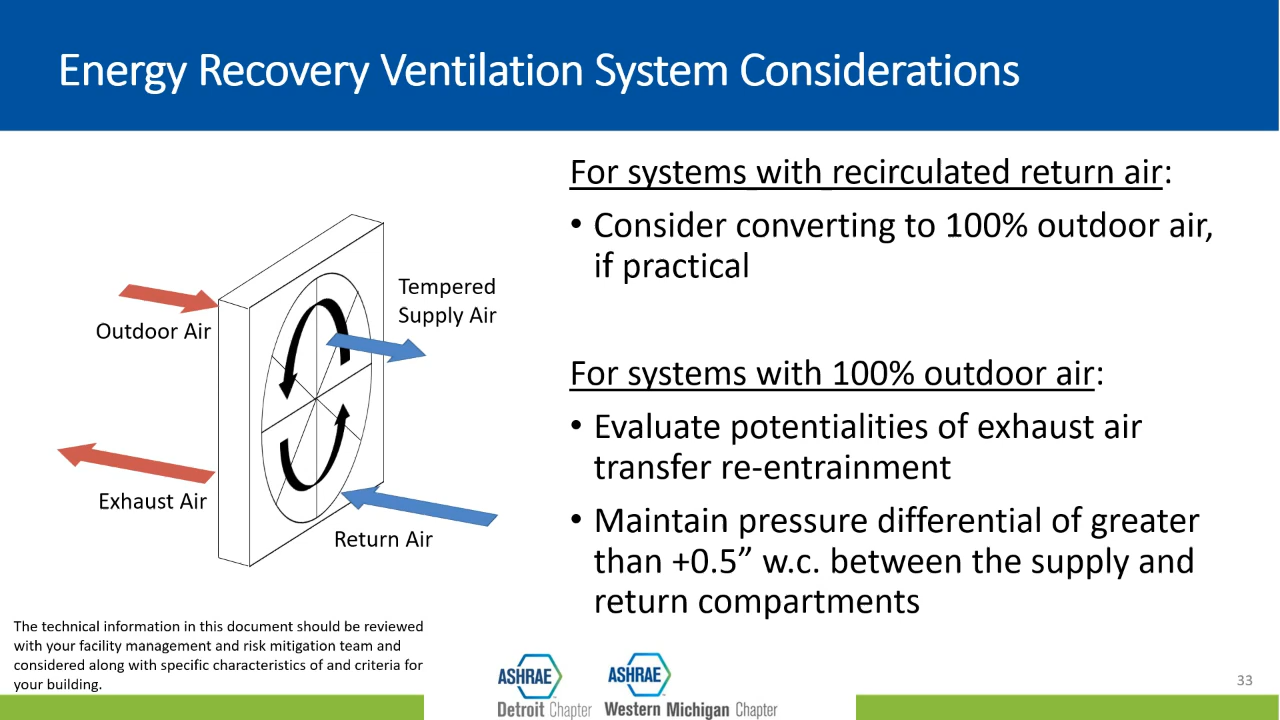 Energy Recovery Ventilation System Considerations
For systems with recirculated return air:
• Consider converting to 100% outdoor air,
if practical
For systems with 100% outdoor air:
• Evaluate potentialities of exhaust air
transfer re-entrainment
• Maintain pressure differential of greater
than +0.5” w.c. between the supply and
return compartments
Tempered
Supply Air
Outdoor Air
Exhaust Air
Return Air
The technical information in this document should be reviewed
with your facility management and risk mitigation team and
considered along with specific characteristics of and criteria for
your building.
ASHRAE
Detroit Chapter
ASHRAE
Western Michigan Chapter
33